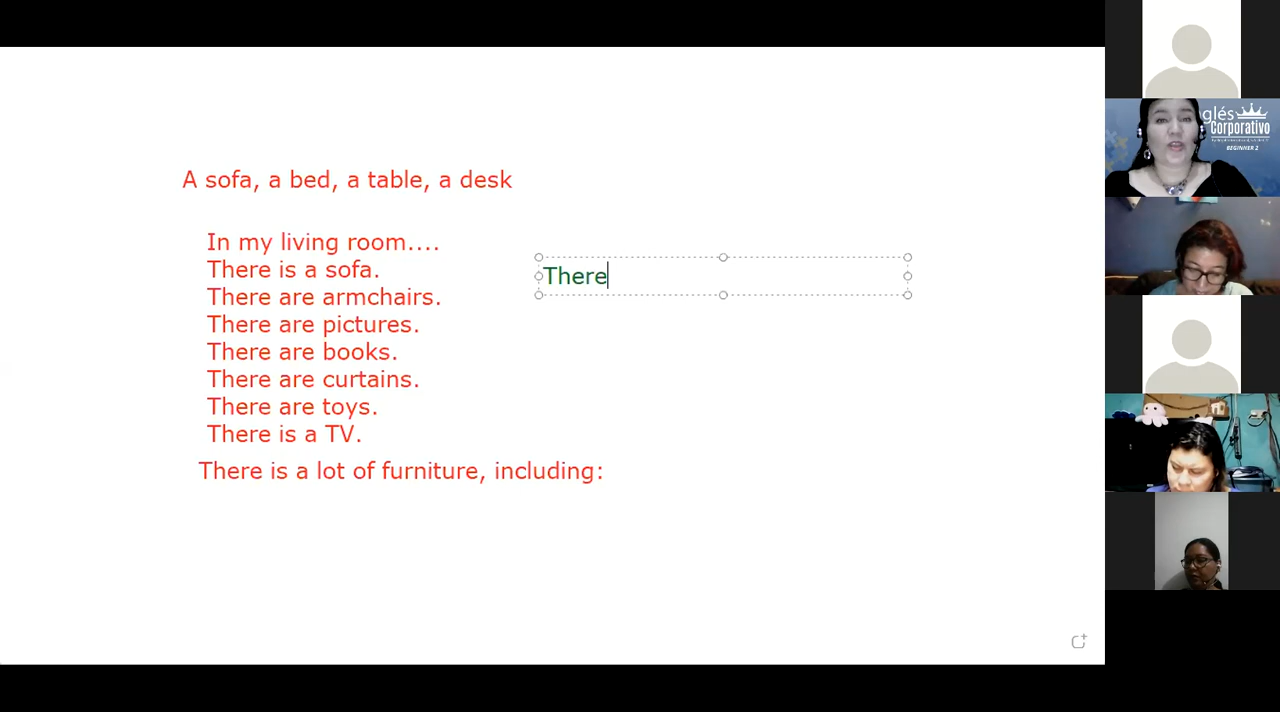 A sofa, a bed, a table, a desk
In my living room....
There is a sofa.
There are armchairs.
There are pictures.
There are books.
There are curtains.
There are toys.
There is a TV.
There is a lot of furniture, including:
There
glés
Corporativo
BEGINNER 2